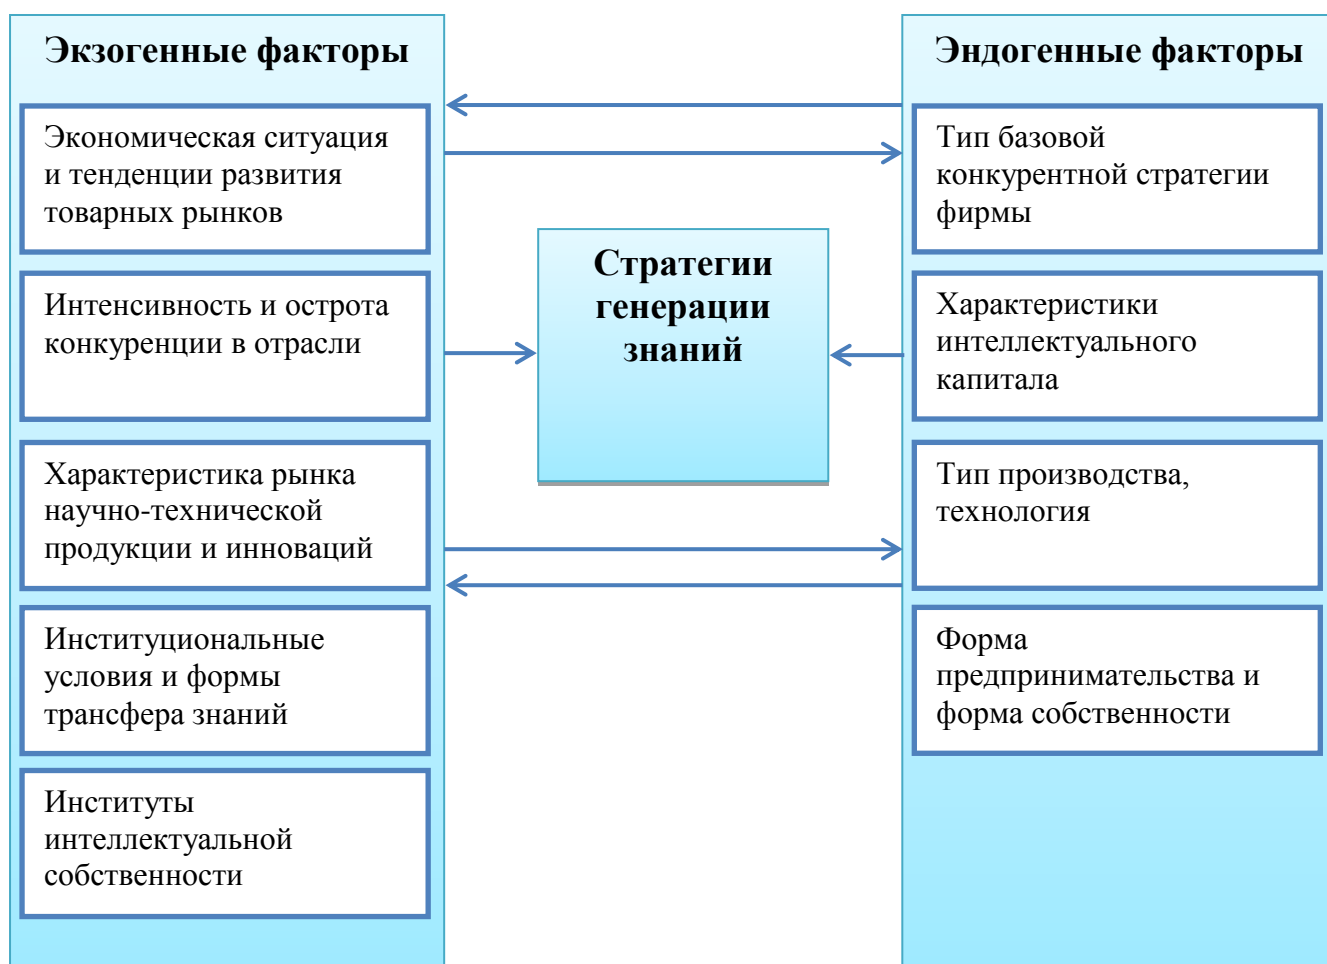 Экзогенные факторы
Экономическая ситуация
и тенденции развития
товарных рынков
Интенсивность и острота
конкуренции в отрасли
Характеристика рынка
научно-технической
продукции и инноваций
Институциональные
условия и формы
трансфера знаний
Институты
интеллектуальной
собственности
Стратегии
генерации
знаний
Эндогенные факторы
Тип базовой
конкурентной стратегии
фирмы
Характеристики
интеллектуального
капитала
Тип производства,
технология
Форма
предпринимательства и
форма собственности